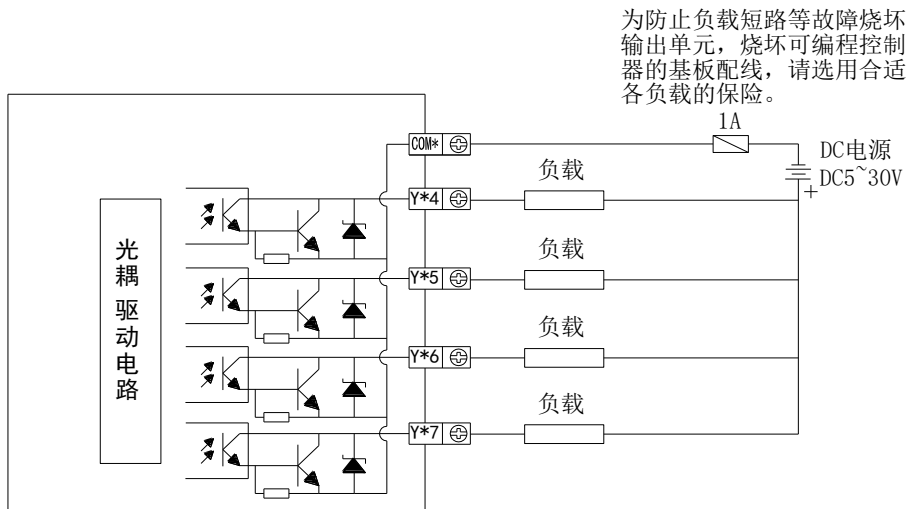 为防止负载短路等故障烧坏
输出单元，烧坏可编程控制
器的基板配线，请选用合适
各负载的保险。
1A
COM*
DC电源
DC5~30V
+
负载
Y*4
负载
Y*5
负载
Y*6
负载
Y*7
光耦驱动电路